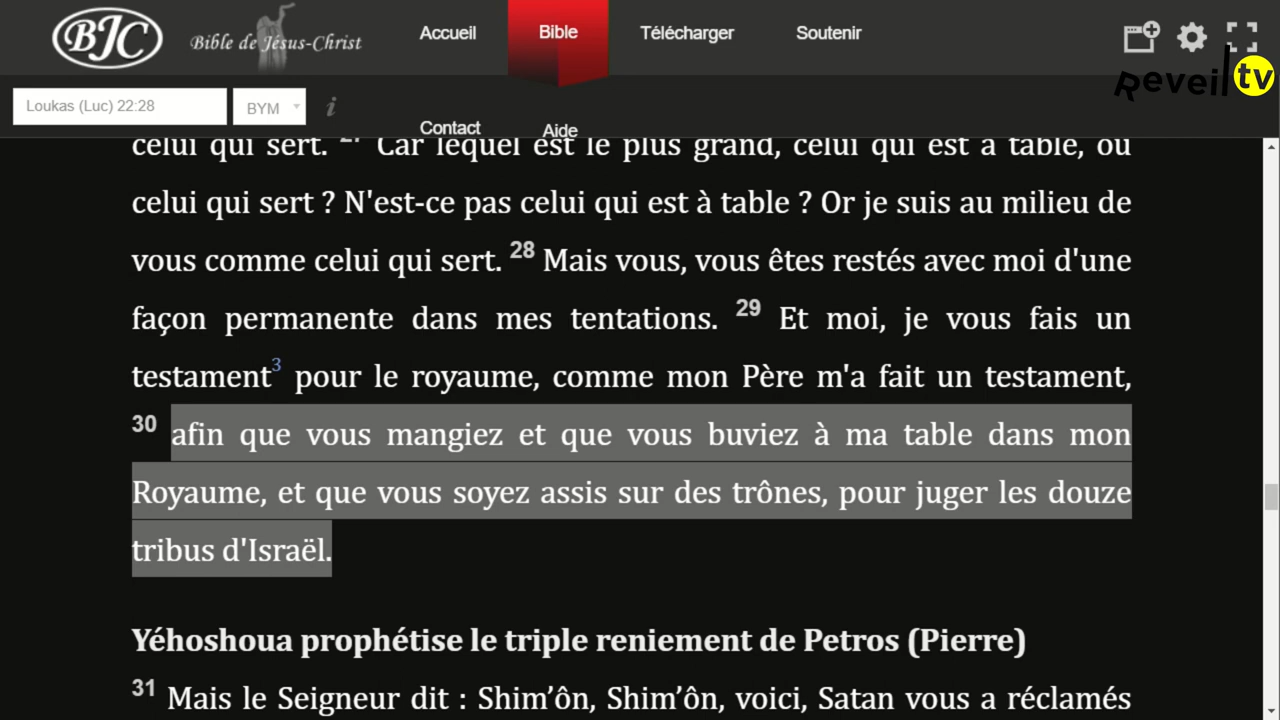 BJC Bible de Jésus-Christ Accueil Bible Télécharger Soutenir
Reveil tv
Loukas (Luc) 22:28 BYM i
Contact Aide
celui qui sert. 27 Car lequel est le plus grand, celui qui est à table, ou
celui qui sert ? N'est-ce pas celui qui est à table ? Or je suis au milieu de
vous comme celui qui sert. 28 Mais vous, vous êtes restés avec moi d'une
façon permanente dans mes tentations. 29 Et moi, je vous fais un
testament3 pour le royaume, comme mon Père m'a fait un testament,
30 afin que vous mangiez et que vous buviez à ma table dans mon
Royaume, et que vous soyez assis sur des trônes, pour juger les douze
tribus d'Israël.
Yéhoshoua prophétise le triple reniement de Petros (Pierre)
31 Mais le Seigneur dit : Shim’ôn, Shim’ôn, voici, Satan vous a réclamés